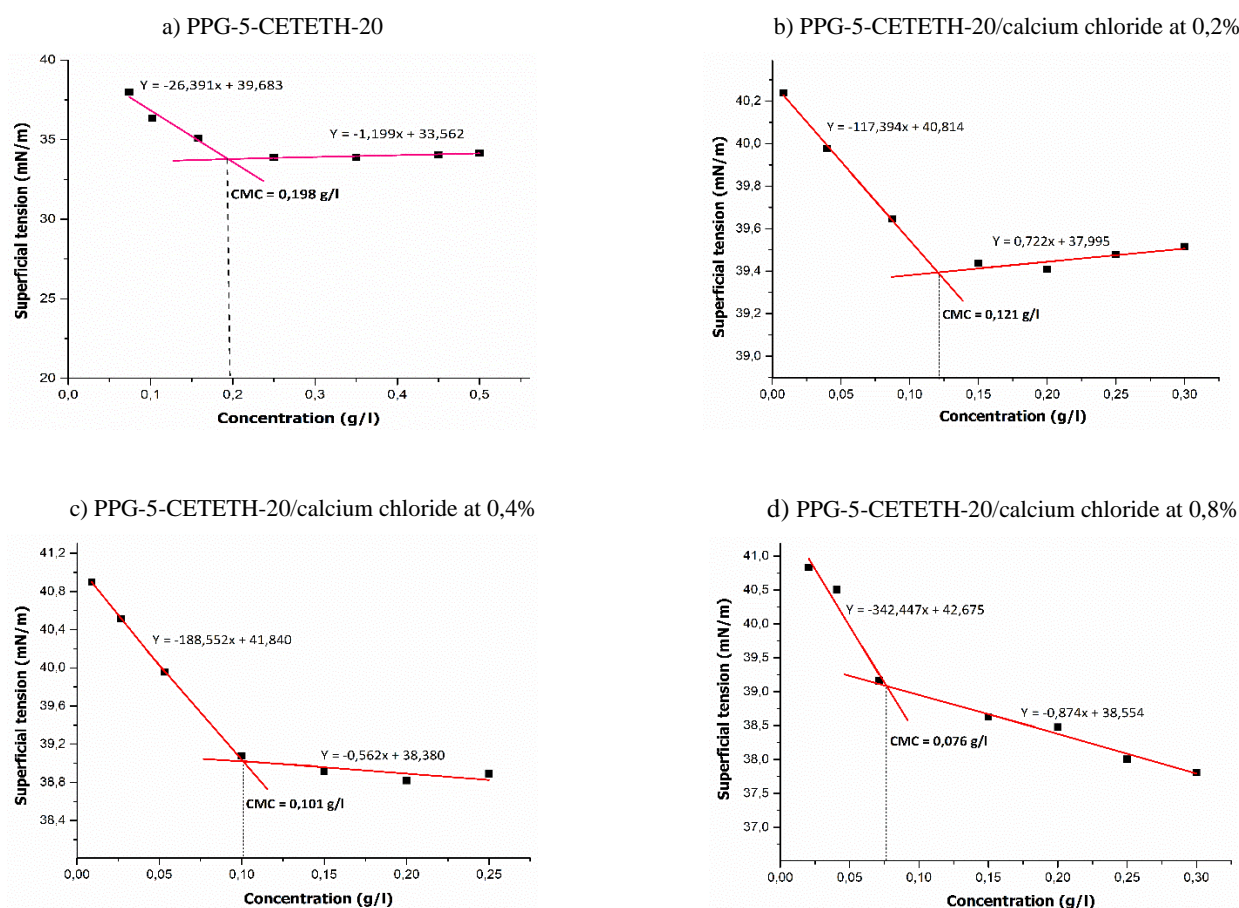 a) PPG-5-CETETH-20
40
35
33
25
20
0,0
0,1
0,2
0,3
0,4
0,5
Superficial tension (mN/m)
Concentration (g/l)
Y = -26,391x + 39,683
Y = -1,199x + 33,562
CMC = 0,198 g/l
b) PPG-5-CETETH-20/calcium chloride at 0,2%
40,2
40,0
39,8
39,6
39,4
39,2
39,0
0,00
0,05
0,10
0,15
0,20
0,25
0,30
Superficial tension (mN/m)
Concentration (g/l)
Y = -117,394x + 40,814
Y = 0,722x + 37,995
CMC = 0,121 g/l
c) PPG-5-CETETH-20/calcium chloride at 0,4%
41,2
40,8
40,4
40,0
39,6
39,2
38,8
38,4
0,00
0,05
0,10
0,15
0,20
0,25
Superficial tension (mN/m)
Concentration (g/l)
Y = -188,552x + 41,840
Y = -0,562x + 38,380
CMC = 0,101 g/l
d) PPG-5-CETETH-20/calcium chloride at 0,8%
41,0
40,5
40,0
39,5
39,0
38,5
38,0
37,5
37,0
0,00
0,05
0,10
0,15
0,20
0,25
0,30
Superficial tension (mN/m)
Concentration (g/l)
Y = -342,447x + 42,675
Y = -0,874x + 38,554
CMC = 0,076 g/l